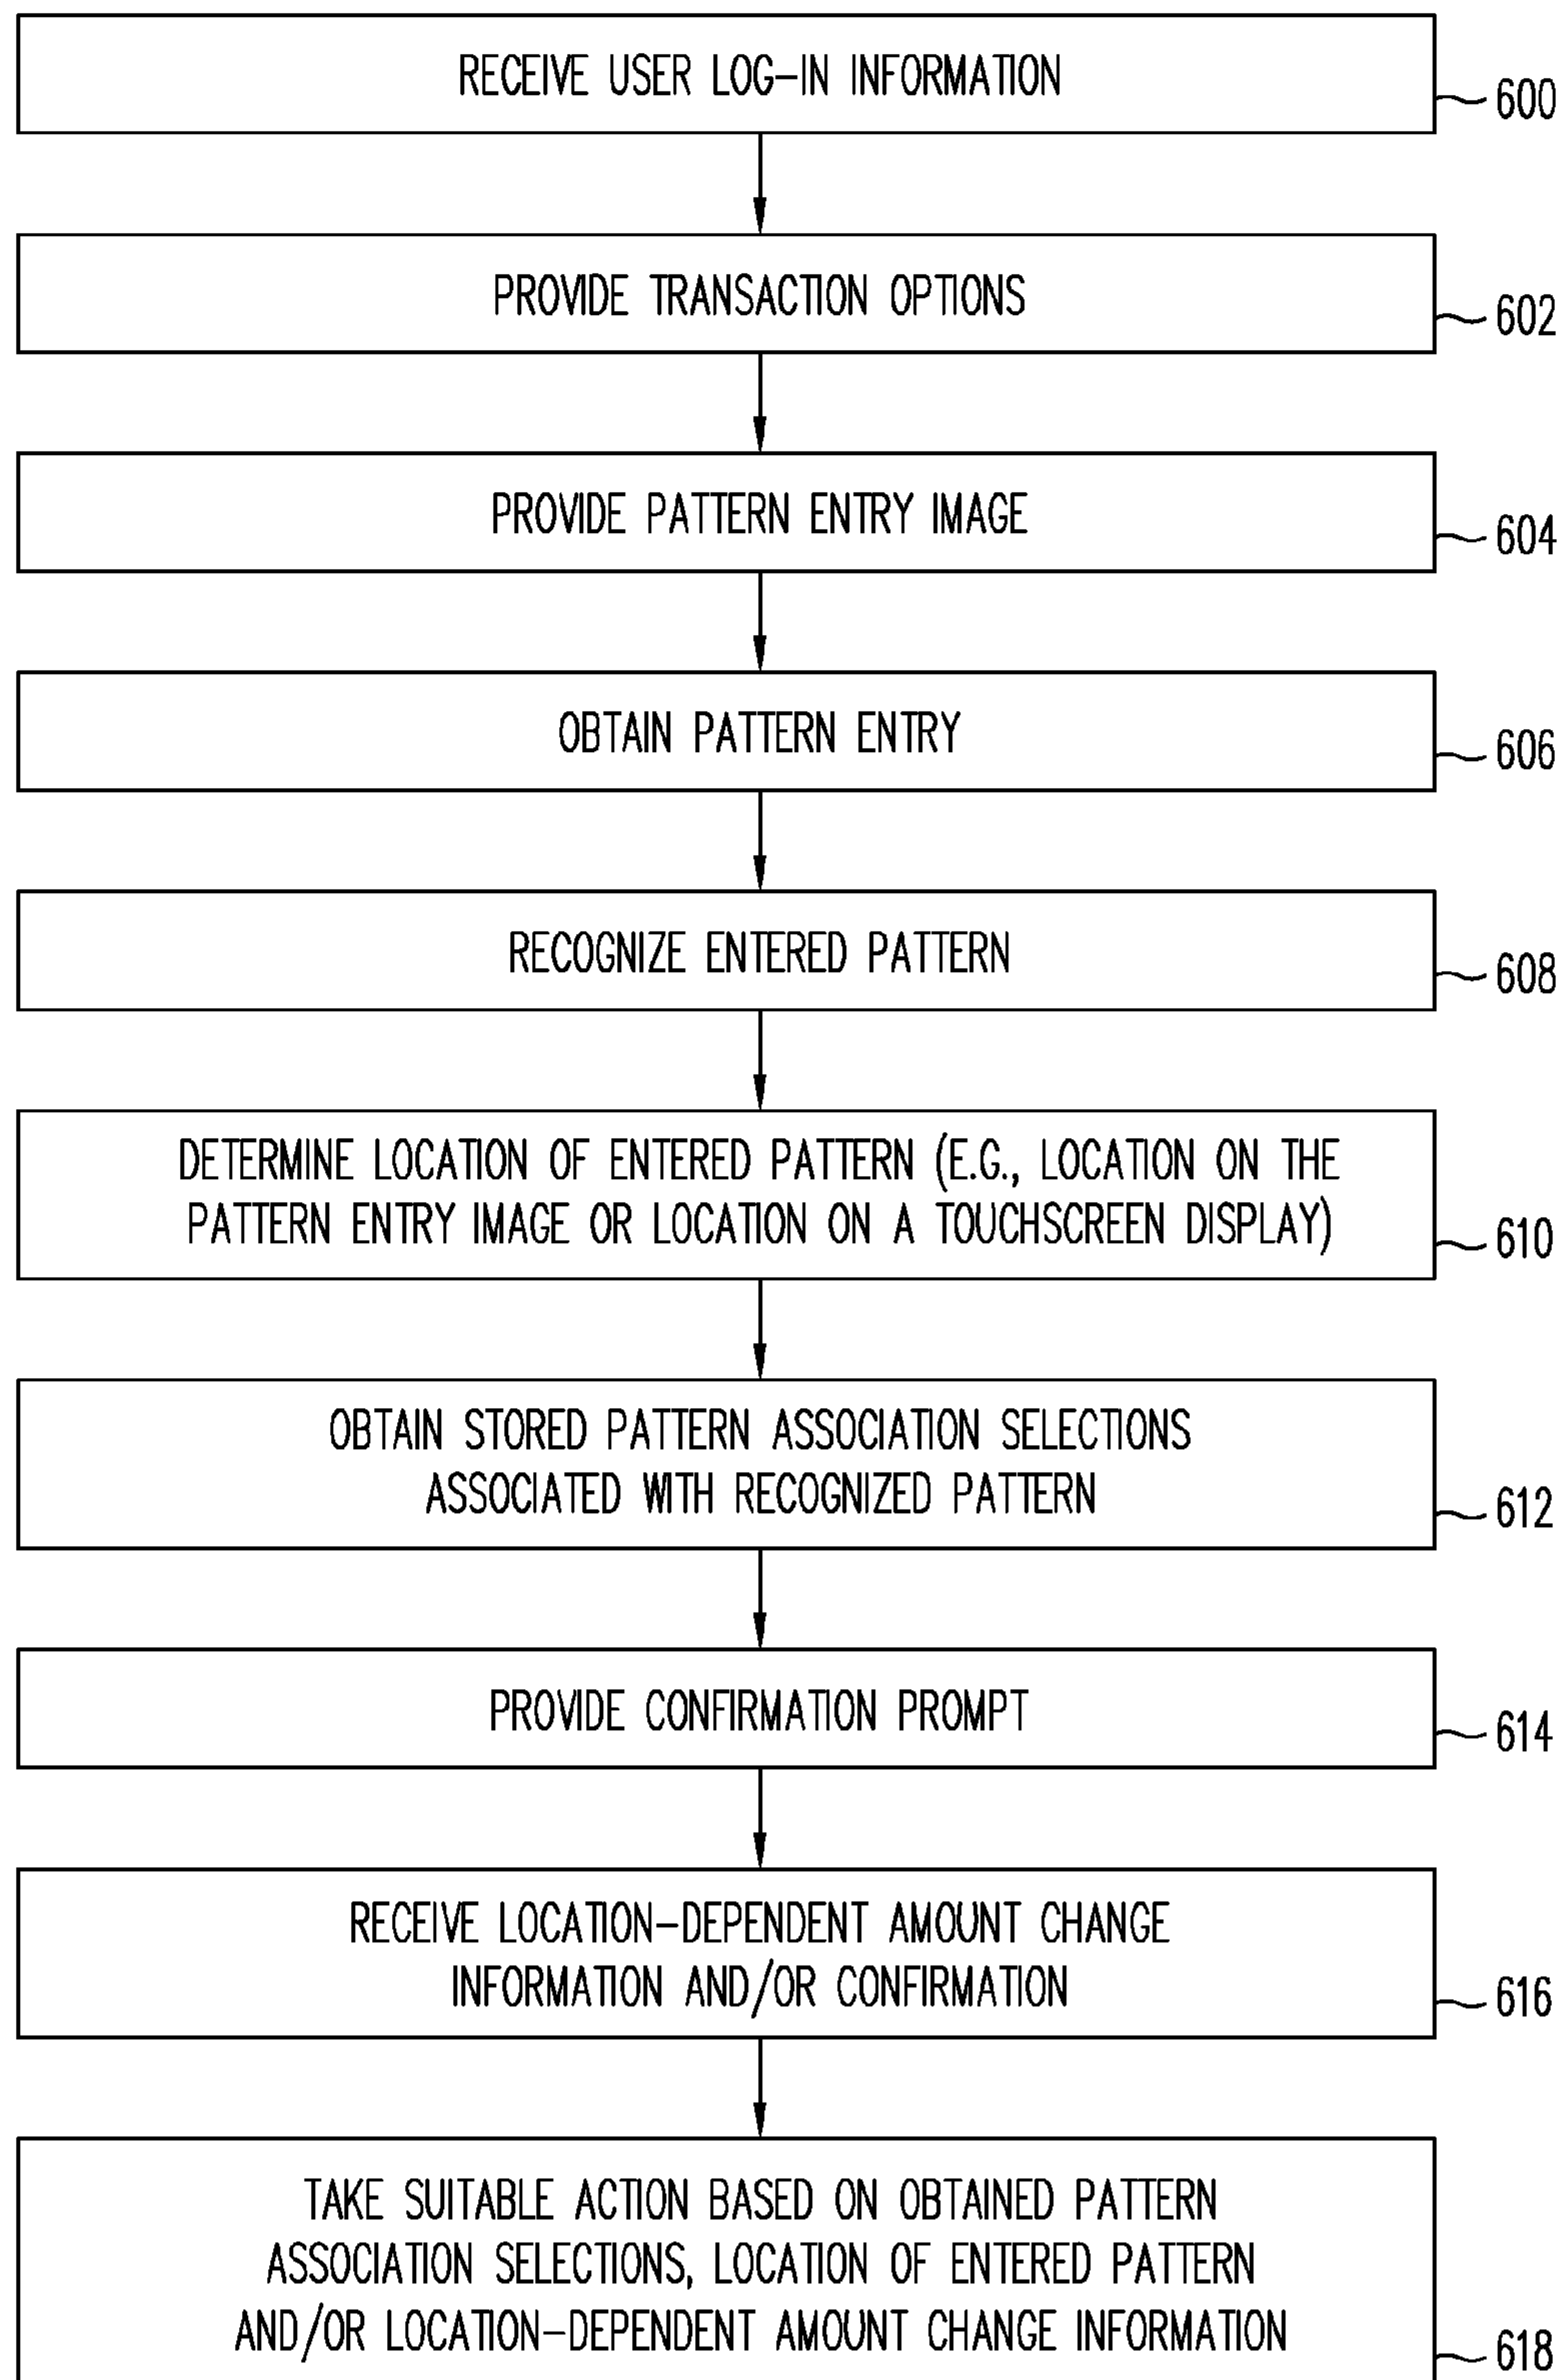 RECEIVE USER LOG-IN INFORMATION
600
PROVIDE TRANSACTION OPTIONS
602
PROVIDE PATTERN ENTRY IMAGE
604
OBTAIN PATTERN ENTRY
606
RECOGNIZE ENTERED PATTERN
608
DETERMINE LOCATION OF ENTERED PATTERN (E.G., LOCATION ON THE
PATTERN ENTRY IMAGE OR LOCATION ON A TOUCHSCREEN DISPLAY)
610
OBTAIN STORED PATTERN ASSOCIATION SELECTIONS
ASSOCIATED WITH RECOGNIZED PATTERN
612
PROVIDE CONFIRMATION PROMPT
614
RECEIVE LOCATION-DEPENDENT AMOUNT CHANGE
INFORMATION AND/OR CONFIRMATION
616
TAKE SUITABLE ACTION BASED ON OBTAINED PATTERN
ASSOCIATION SELECTIONS, LOCATION OF ENTERED PATTERN
AND/OR LOCATION-DEPENDENT AMOUNT CHANGE INFORMATION
618